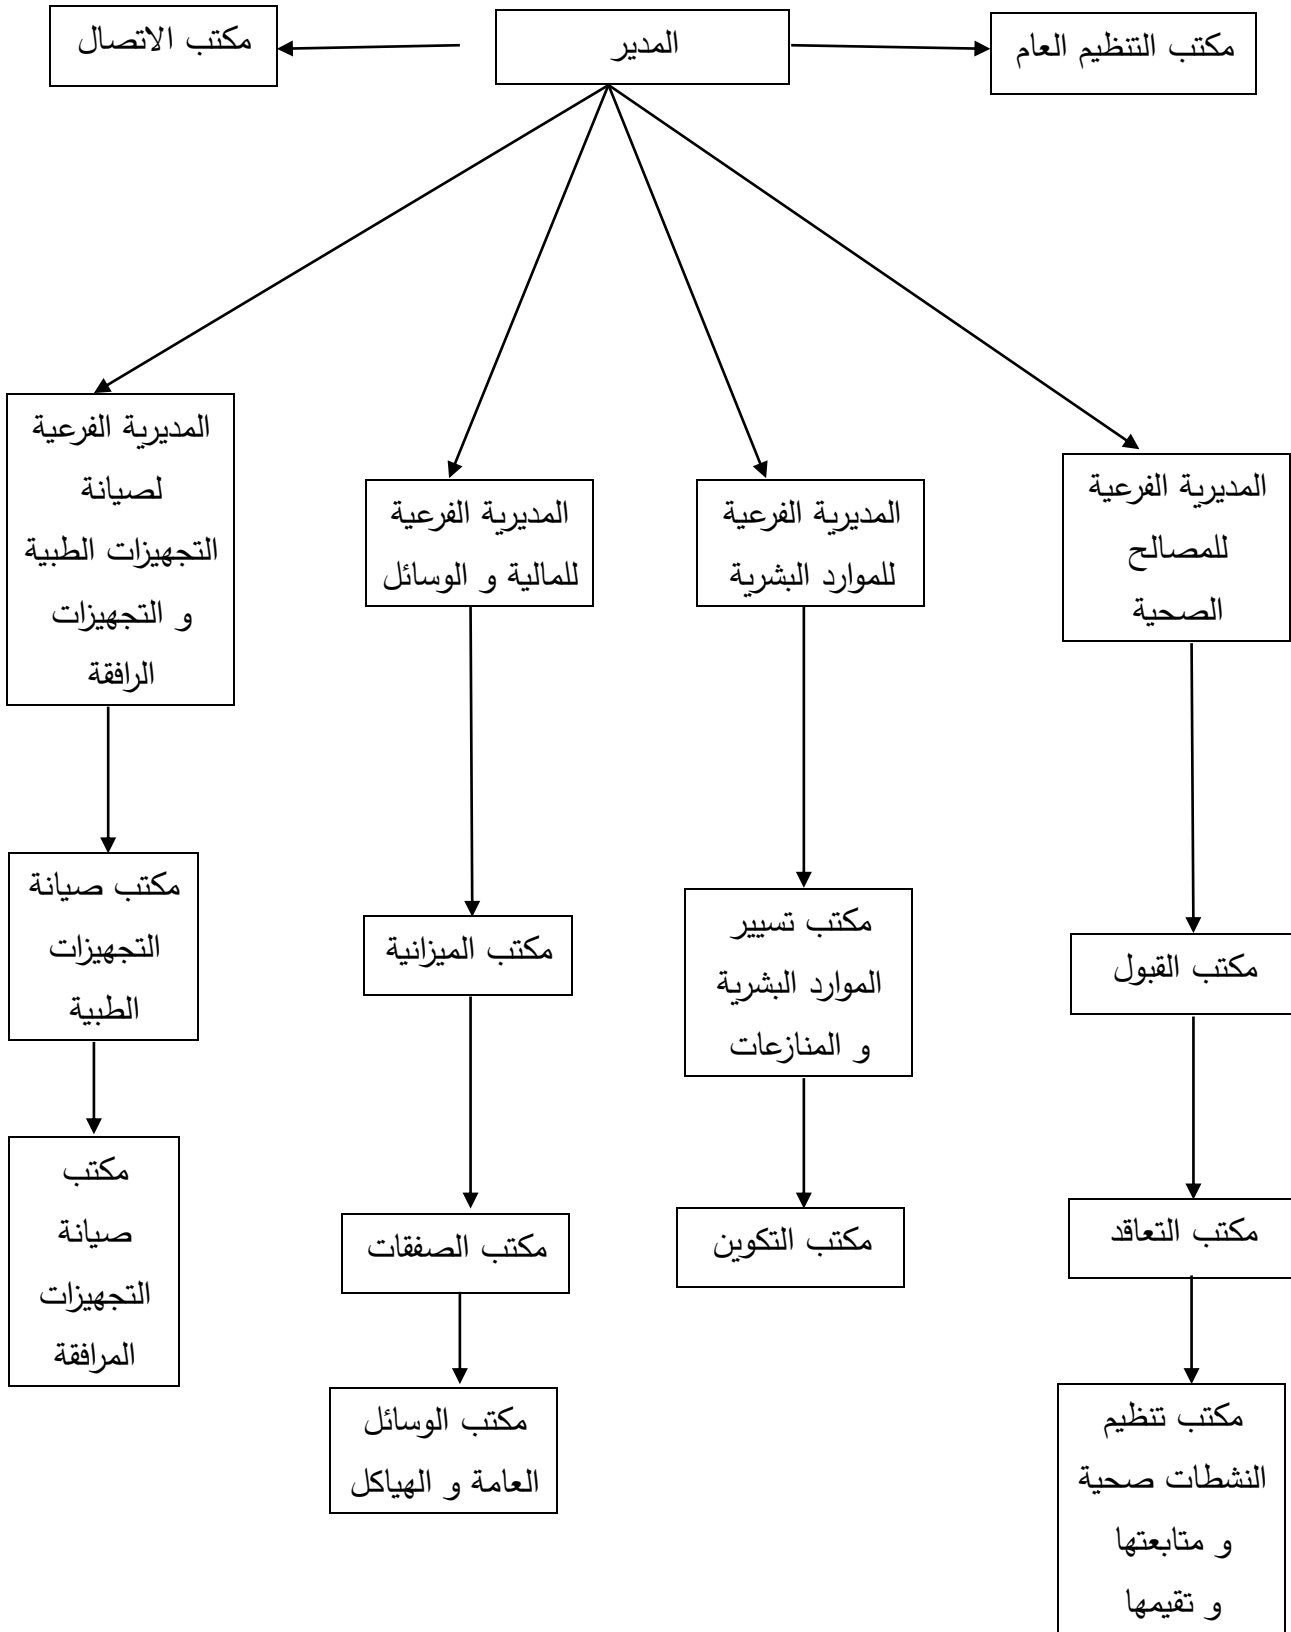 مكتب التنظيم العام
المدير
مكتب الاتصال
المديرية الفرعية
للمصالح
الصحية
المديرية الفرعية
للموارد البشرية
المديرية الفرعية
للمالية و الوسائل
المديرية الفرعية
لصيانة
التجهيزات الطبية
و التجهيزات
الرافقة
مكتب القبول
مكتب تسيير
الموارد البشرية
و المنازعات
مكتب الميزانية
مكتب صيانة
التجهيزات
الطبية
مكتب التعاقد
مكتب التكوين
مكتب الصفقات
مكتب
صيانة
التجهيزات
المرافقة
مكتب تنظيم
النشطات صحية
و متابعتها
و تقيمها
مكتب الوسائل
العامة و الهياكل